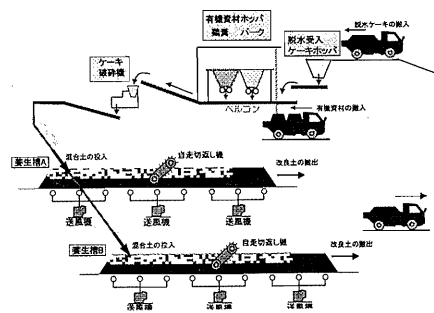 有機資材ホッパ
鶏糞 バーク
脱水受入
ケーキホッパ
脱水ケーキの搬入
ケーキ
破砕機
ベルコン
有機資材の搬入
養生槽A
混合土の投入
自走切返し機
改良土の搬出
送風機
送風機
送風機
養生槽B
混合土の投入
自走切返し機
改良土の搬出
送風機
送風機
送風機